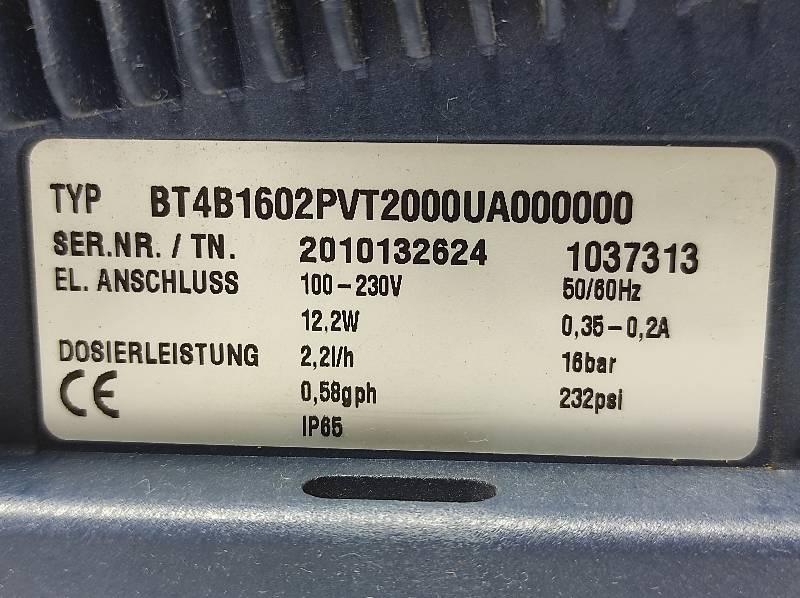 TYP BT4B1602PVT2000UA000000
SER.NR. / TN. 2010132624 1037313
EL. ANSCHLUSS 100-230V 50/60Hz
12,2W 0,35-0,2A
DOSIERLEISTUNG 2,2l/h 16bar
CE 0,58gph 232psi
IP65